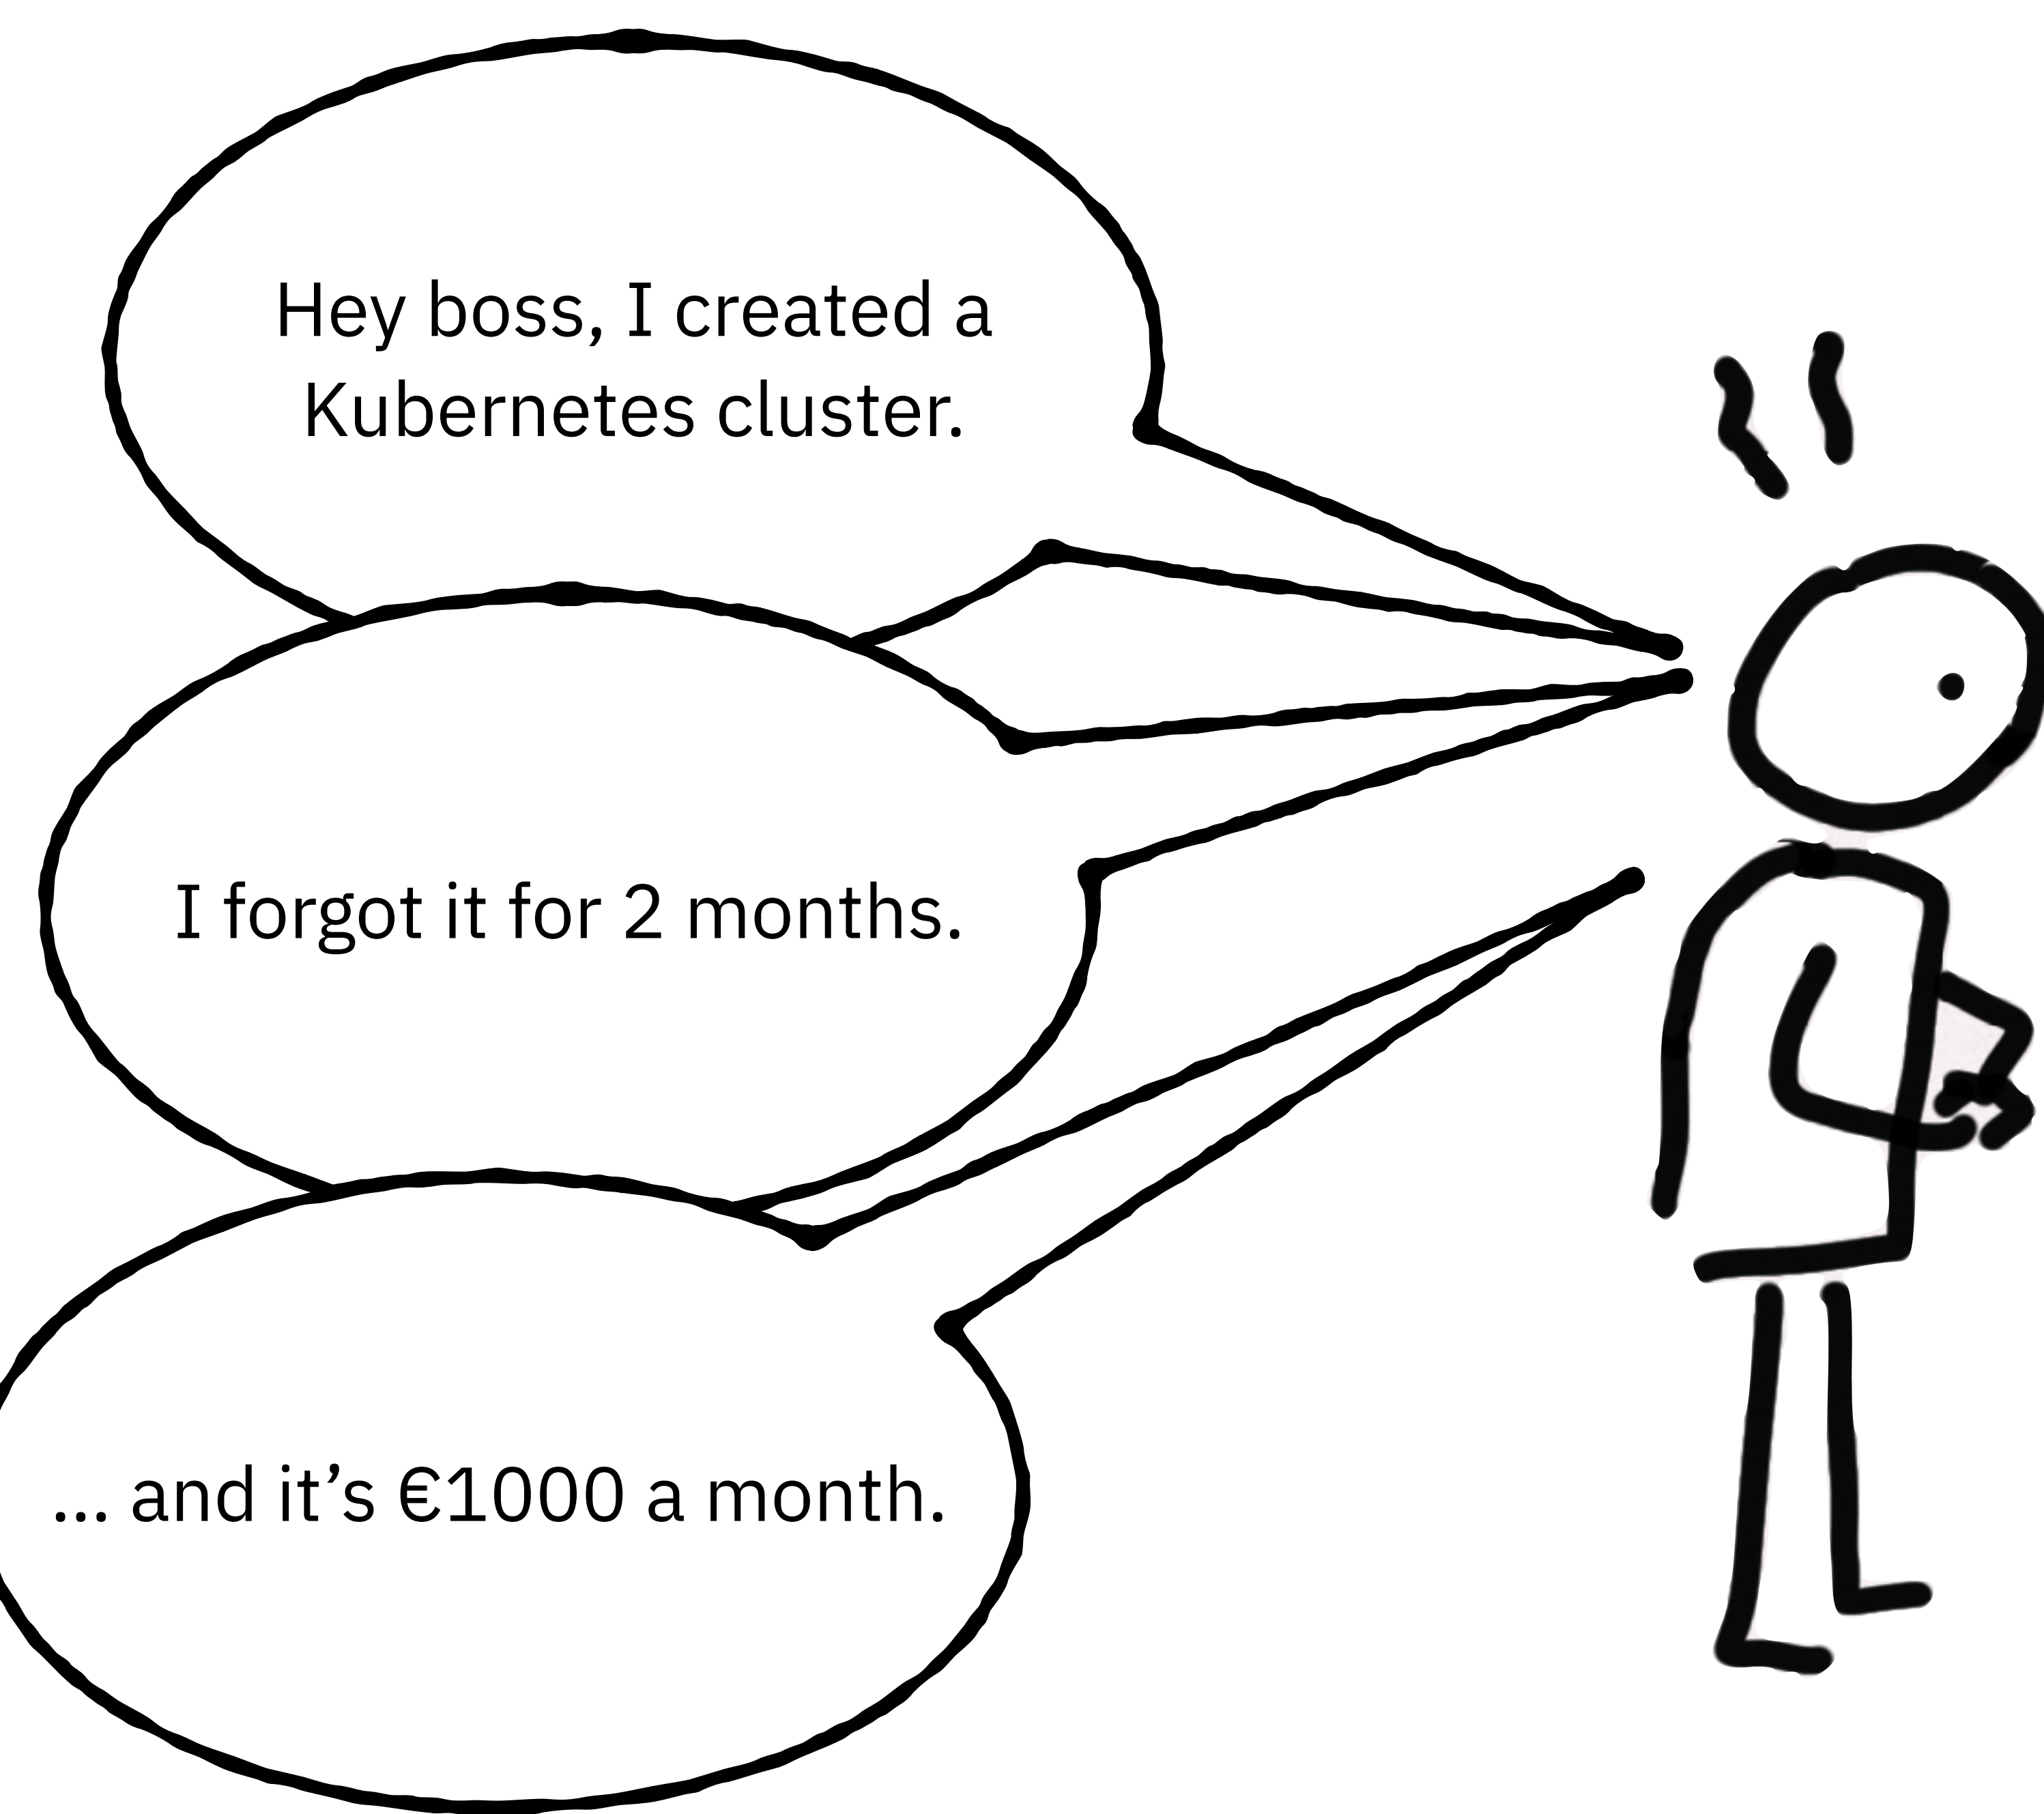 Hey boss, I created a
Kubernetes cluster.
I forgot it for 2 months.
... and it’s €1000 a month.